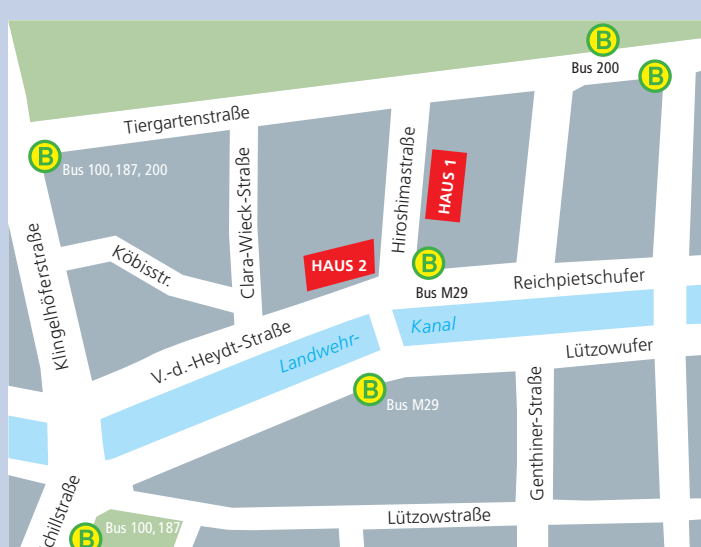 B
Bus 200
B
Tiergartenstraße
B
Bus 100, 187, 200
Clara-Wieck-Straße
Hiroshimastraße
HAUS 1
Klingelhöferstraße
Köbisstr.
HAUS 2
B
Bus M29
Reichpietschufer
V.-d.-Heydt-Straße
Landwehr-
Kanal
Lützowufer
B
Bus M29
Genthiner-Straße
chillstraße
Lützowstraße
B
Bus 100, 187